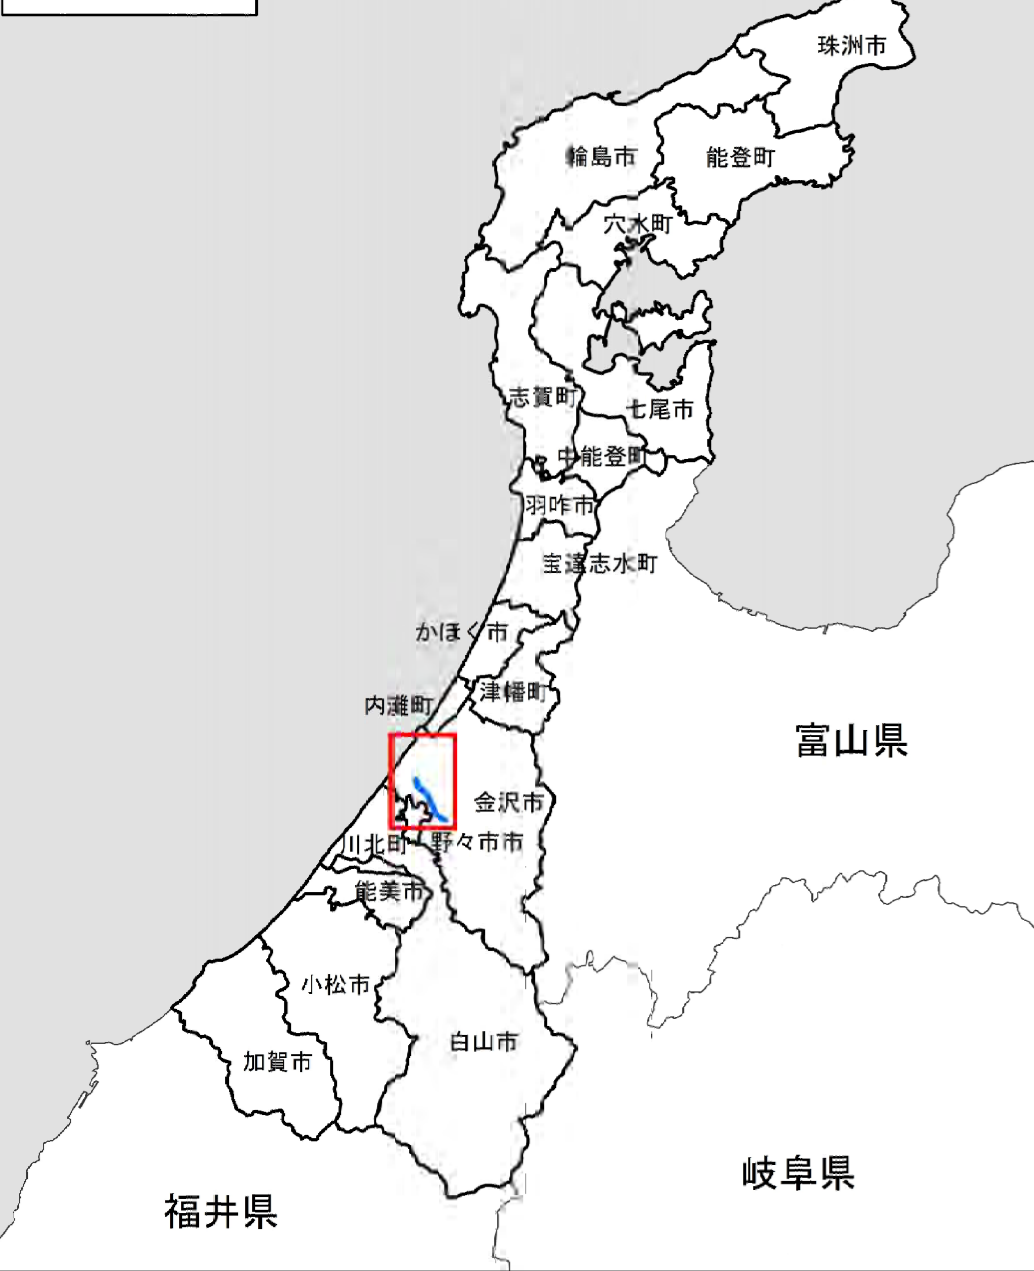 珠洲市
輪島市
能登町
穴水町
志賀町
七尾市
中能登町
羽咋市
宝達志水町
かほく市
津幡町
内灘町
富山県
金沢市
川北町
野々市市
能美市
小松市
白山市
加賀市
岐阜県
福井県